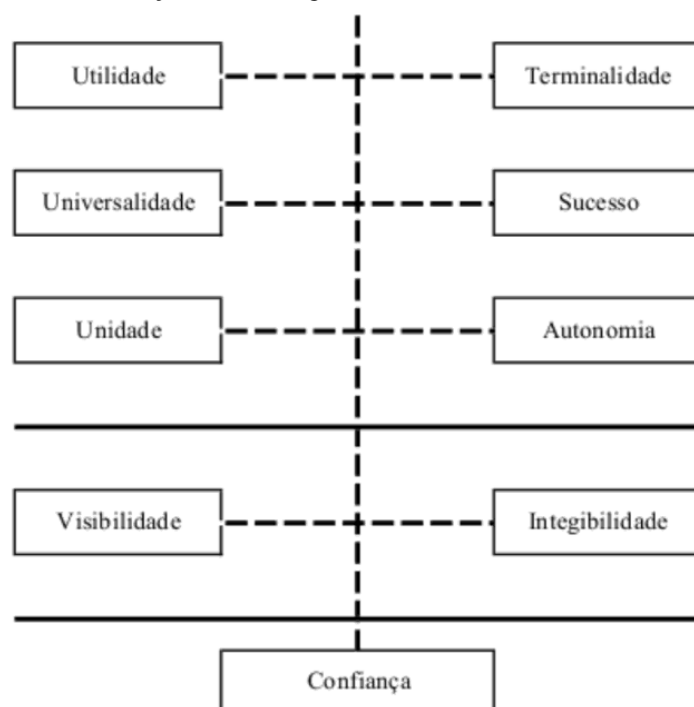 Utilidade
Terminalidade
Universalidade
Sucesso
Unidade
Autonomia
Visibilidade
Integibilidade
Confiança